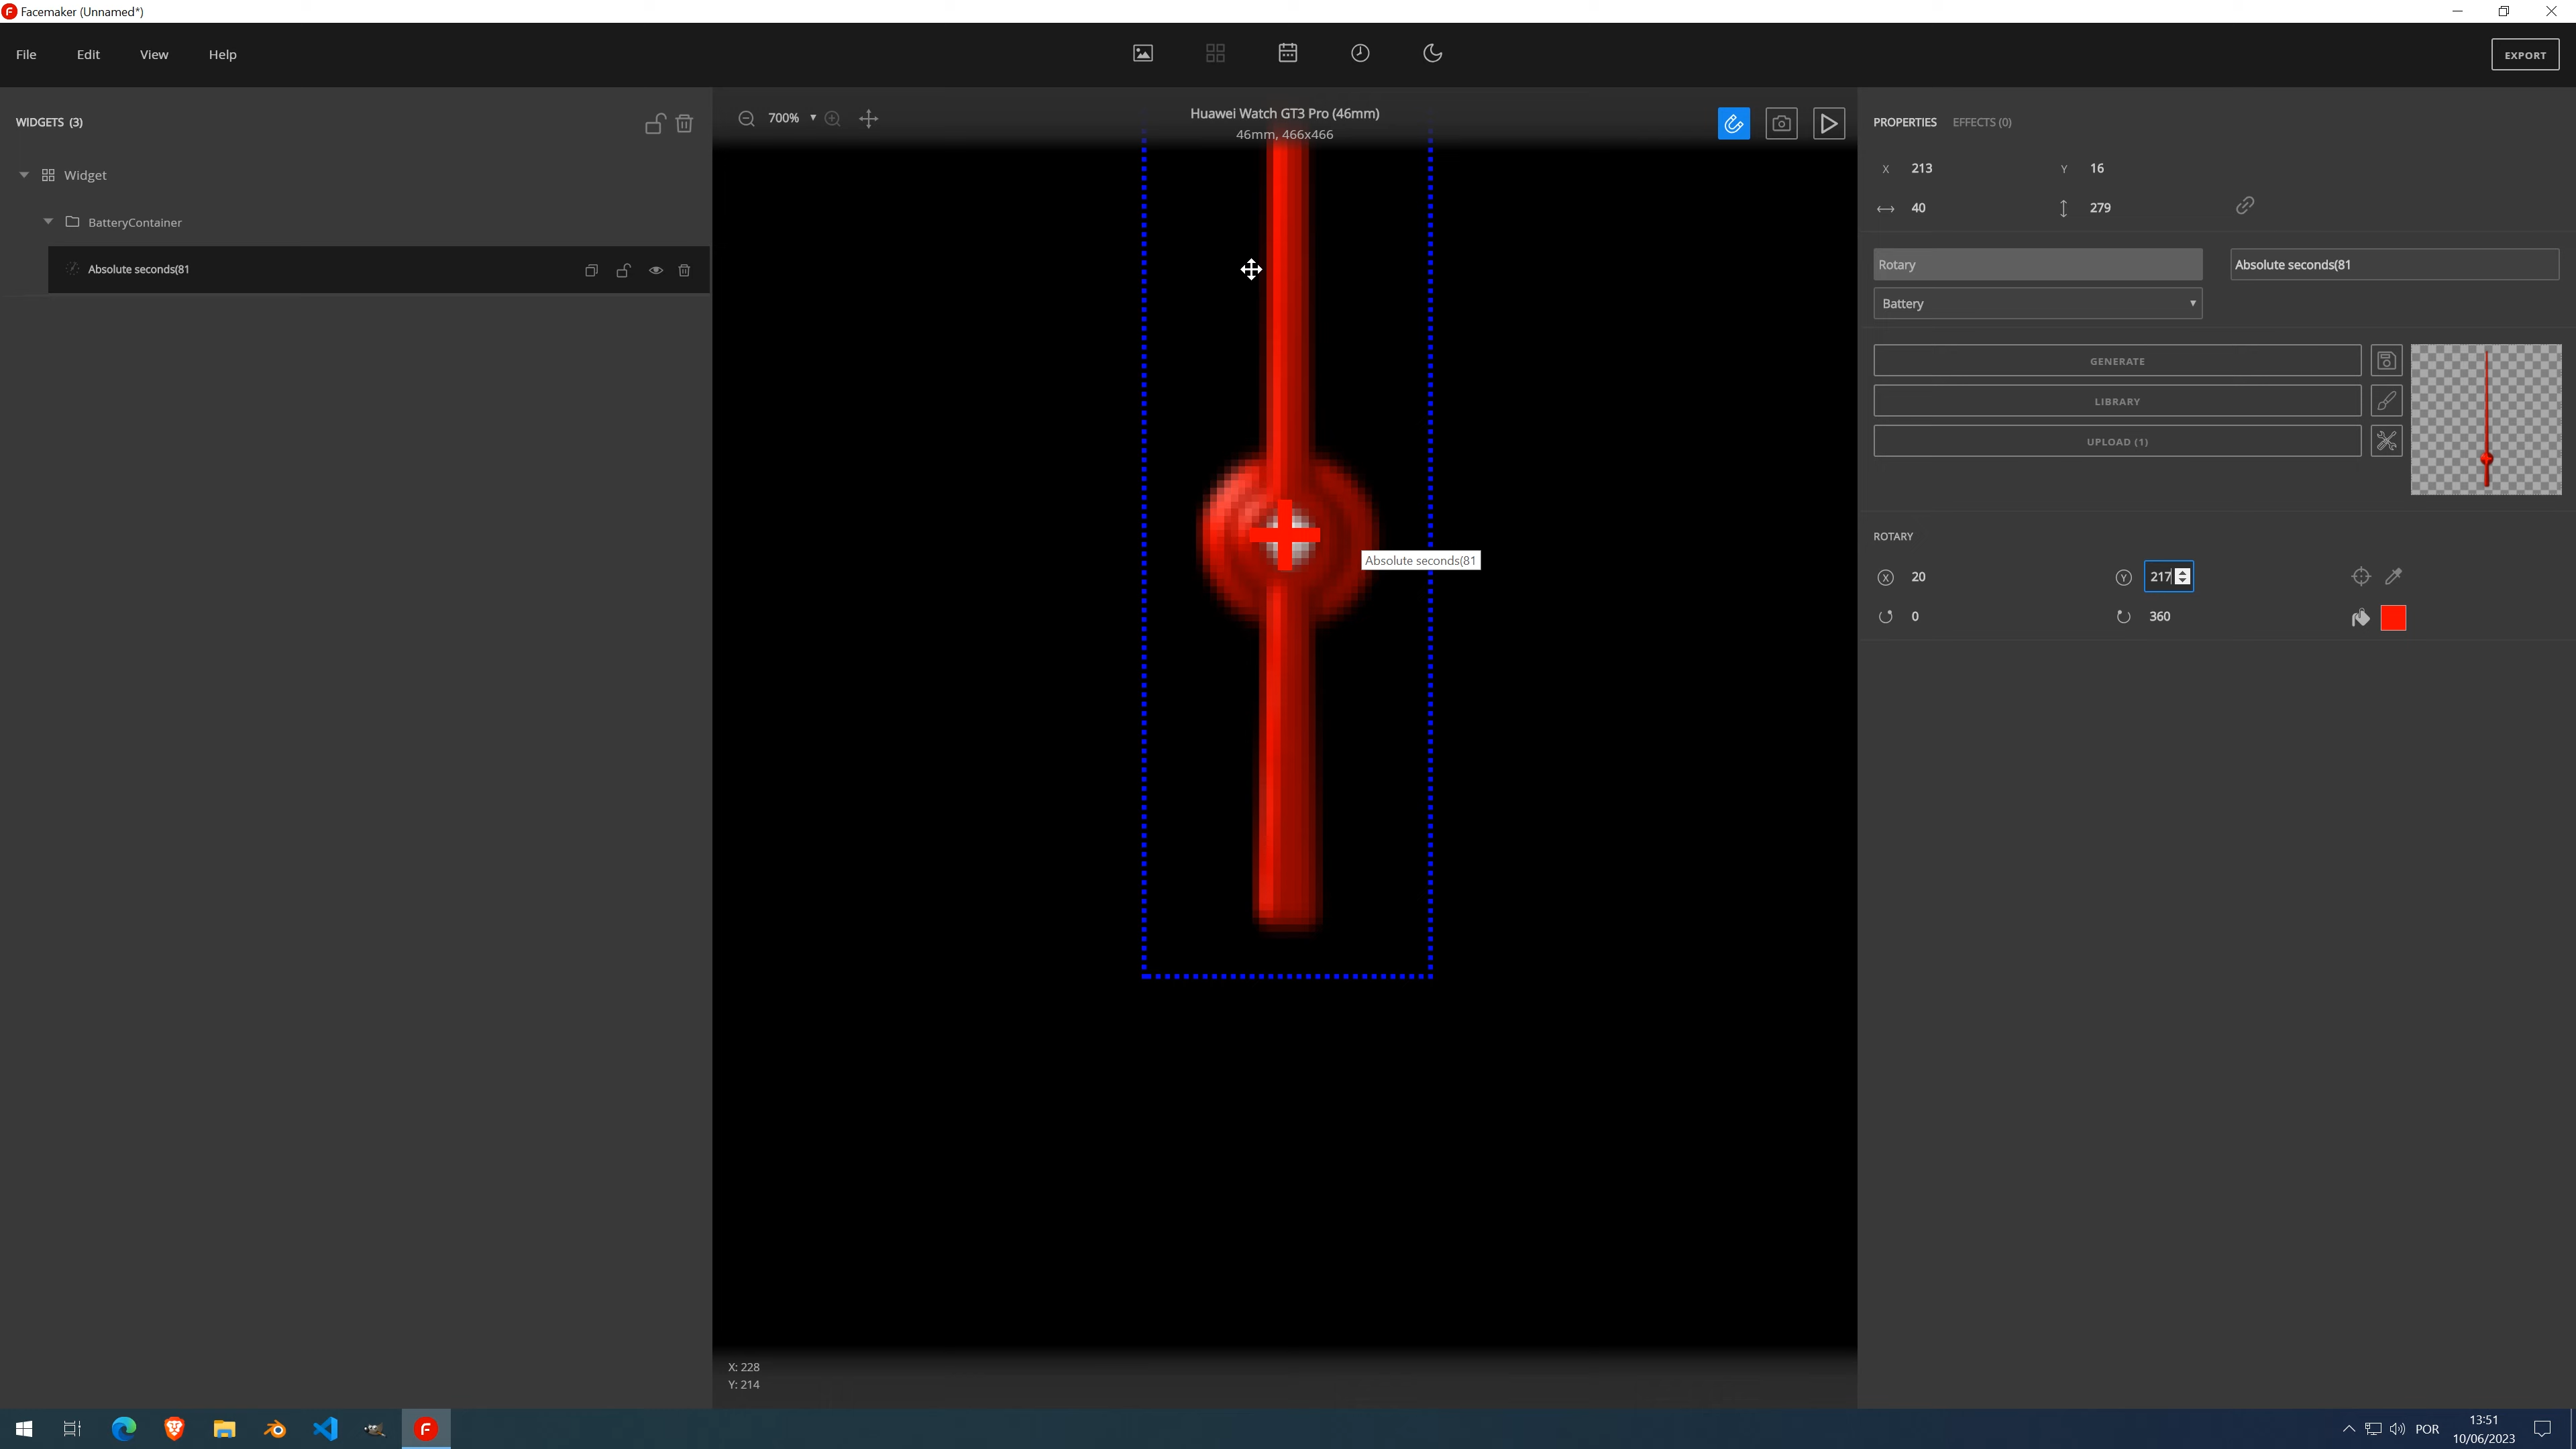 Facemaker (Unnamed*)
File Edit View Help
EXPORT
WIDGETS (3)
Widget
BatteryContainer
Absolute seconds(81
700%
Huawei Watch GT3 Pro (46mm)
46mm, 466x466
Absolute seconds(81
X: 228
Y: 214
PROPERTIES EFFECTS (0)
X 213 Y 16
40 279
Rotary Absolute seconds(81
Battery
GENERATE
LIBRARY
UPLOAD (1)
ROTARY
X 20 Y 217
0 360
POR
13:51
10/06/2023